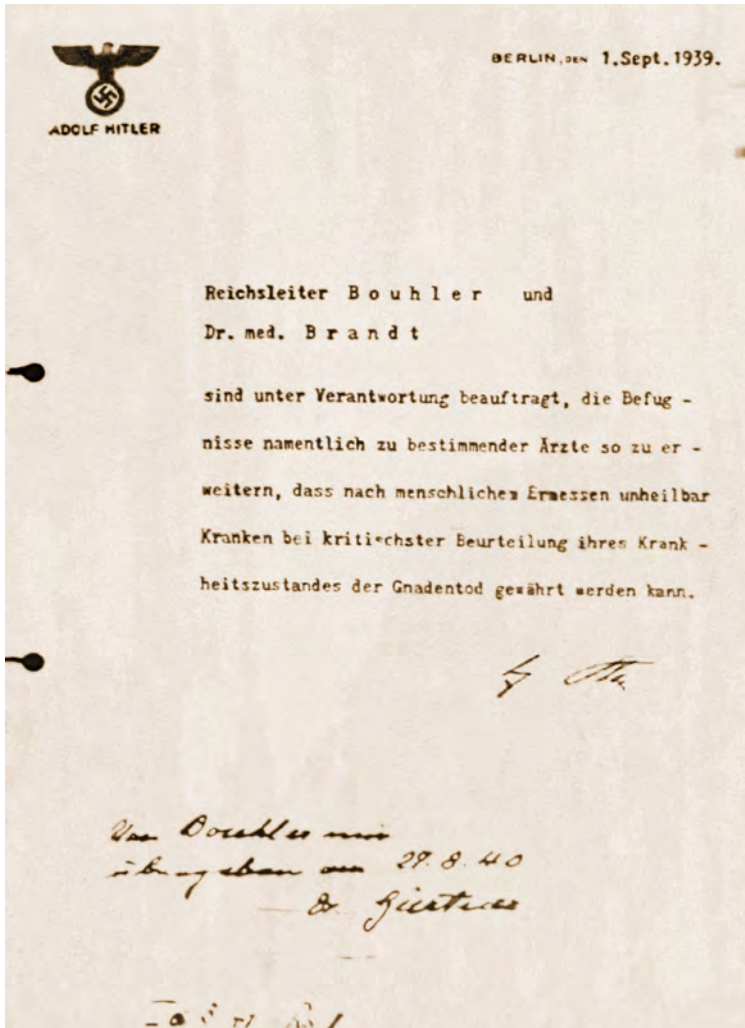 ADOLF HITLER
BERLIN, DEN 1.Sept.1939.
Reichsleiter B o u h l e r und
Dr. med. B r a n d t
sind unter Verantwortung beauftragt, die Befug -
nisse namentlich zu bestimmender Ärzte so zu er -
weitern, dass nach menschlichem Ermessen unheilbar
Kranken bei kritischster Beurteilung ihres Krank -
heitszustandes der Gnadentod gewährt werden kann.
Von Bouhler mir
übergeben am 27.8.40
Dr. Gürtner